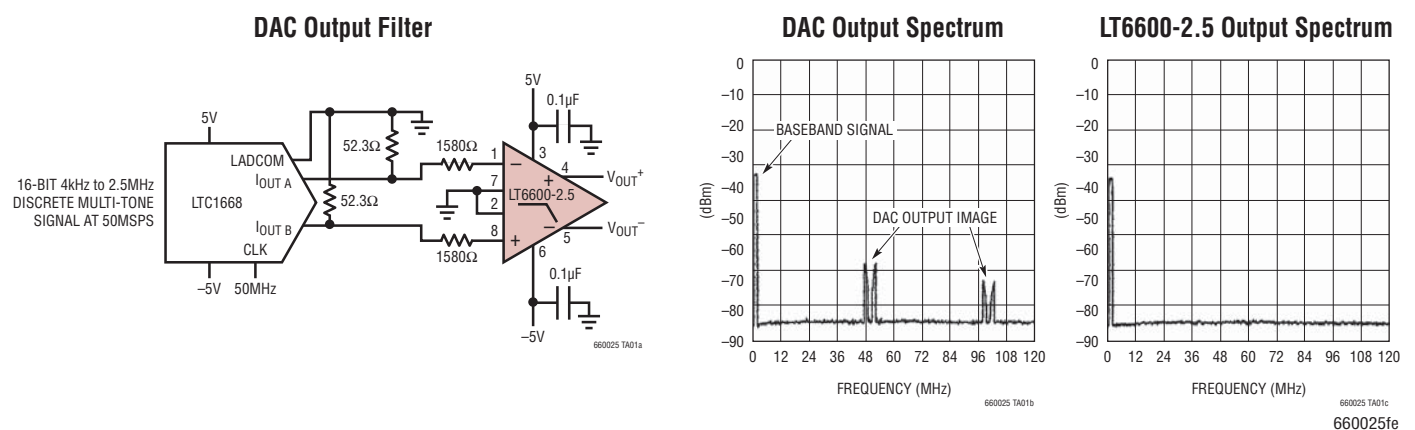 DAC Output Filter
5V
LADCOM
I OUT A
I OUT B
CLK
LTC1668
16-BIT 4kHz to 2.5MHz
DISCRETE MULTI-TONE
SIGNAL AT 50MSPS
–5V
50MHz
52.3Ω
52.3Ω
1580Ω
1580Ω
5V
0.1µF
1
7
2
8
3
4
5
6
–
+
+
–
LT6600-2.5
VOUT+
VOUT–
0.1µF
–5V
660025 TA01a
DAC Output Spectrum
0
–10
–20
–30
–40
–50
–60
–70
–80
–90
(dBm)
BASEBAND SIGNAL
DAC OUTPUT IMAGE
0 12 24 36 48 60 72 84 96 108 120
FREQUENCY (MHz)
660025 TA01b
LT6600-2.5 Output Spectrum
0
–10
–20
–30
–40
–50
–60
–70
–80
–90
(dBm)
0 12 24 36 48 60 72 84 96 108 120
FREQUENCY (MHz)
660025 TA01c
660025fe